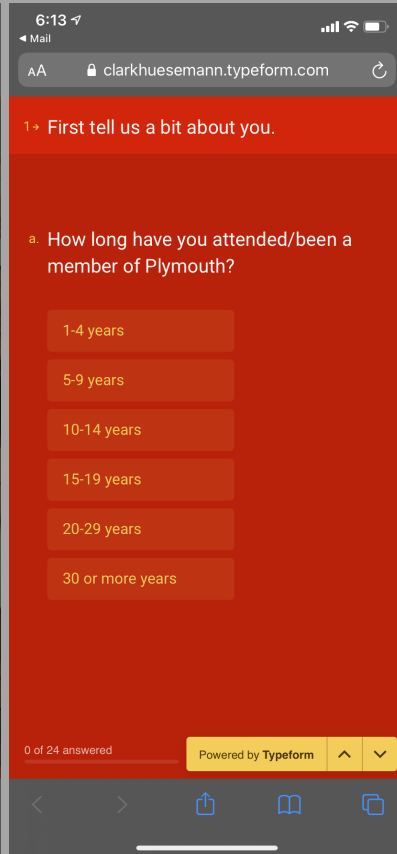 6:13
Mail
AA clarkhuesemann.typeform.com
1 First tell us a bit about you.
a. How long have you attended/been a
member of Plymouth?
1-4 years
5-9 years
10-14 years
15-19 years
20-29 years
30 or more years
0 of 24 answered
Powered by Typeform